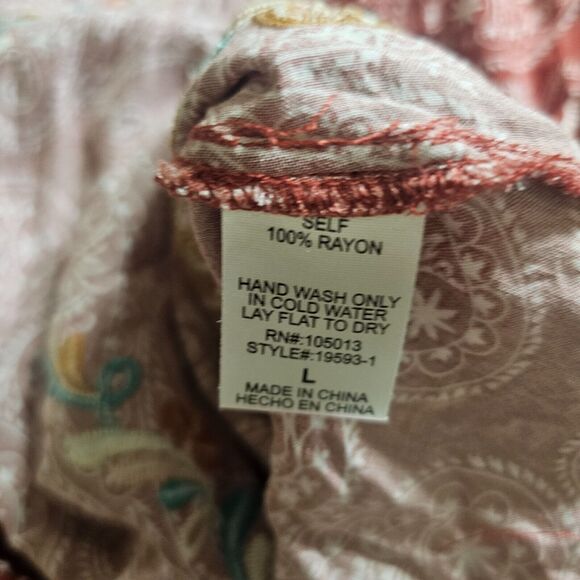 SELF
100% RAYON
HAND WASH ONLY
IN COLD WATER
LAY FLAT TO DRY
RN#:105013
STYLE#:19593-1
L
MADE IN CHINA
HECHO EN CHINA